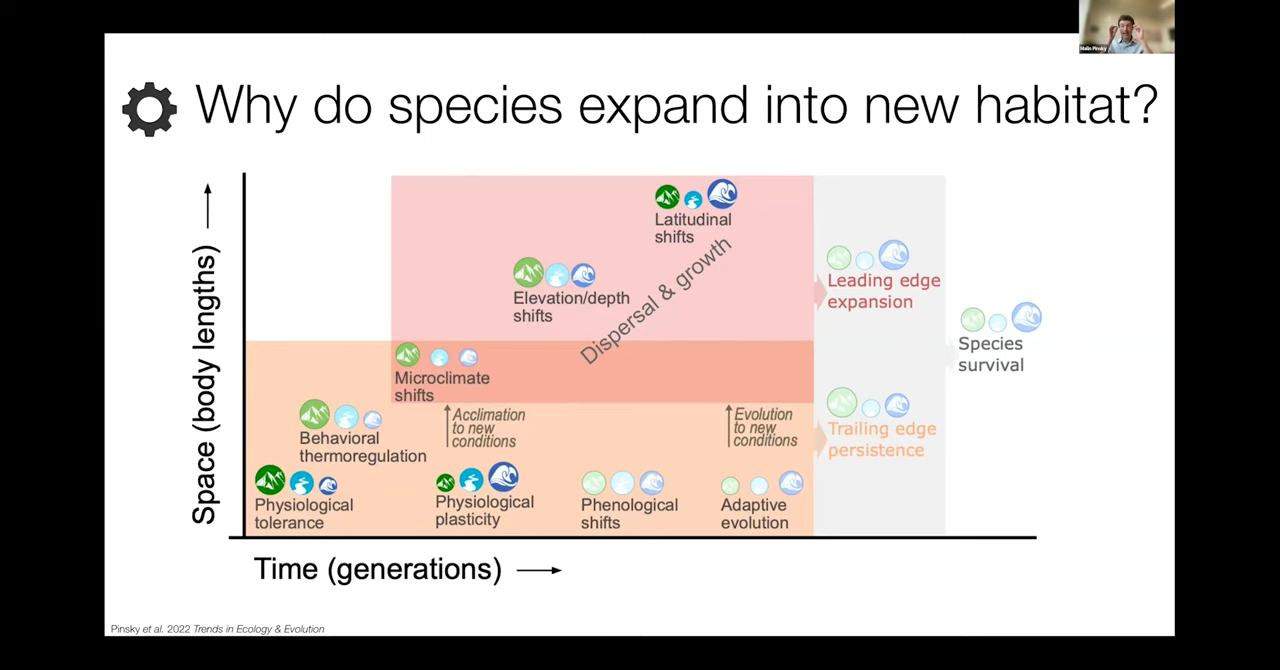 Malin Pinsky
Why do species expand into new habitat?
Space (body lengths)
Latitudinal
shifts
Elevation/depth
shifts
Dispersal & growth
Leading edge
expansion
Species
survival
Microclimate
shifts
Behavioral
thermoregulation
Acclimation
to new
conditions
Evolution
to new
conditions
Trailing edge
persistence
Physiological
tolerance
Physiological
plasticity
Phenological
shifts
Adaptive
evolution
Time (generations)
Pinsky et al. 2022 Trends in Ecology & Evolution